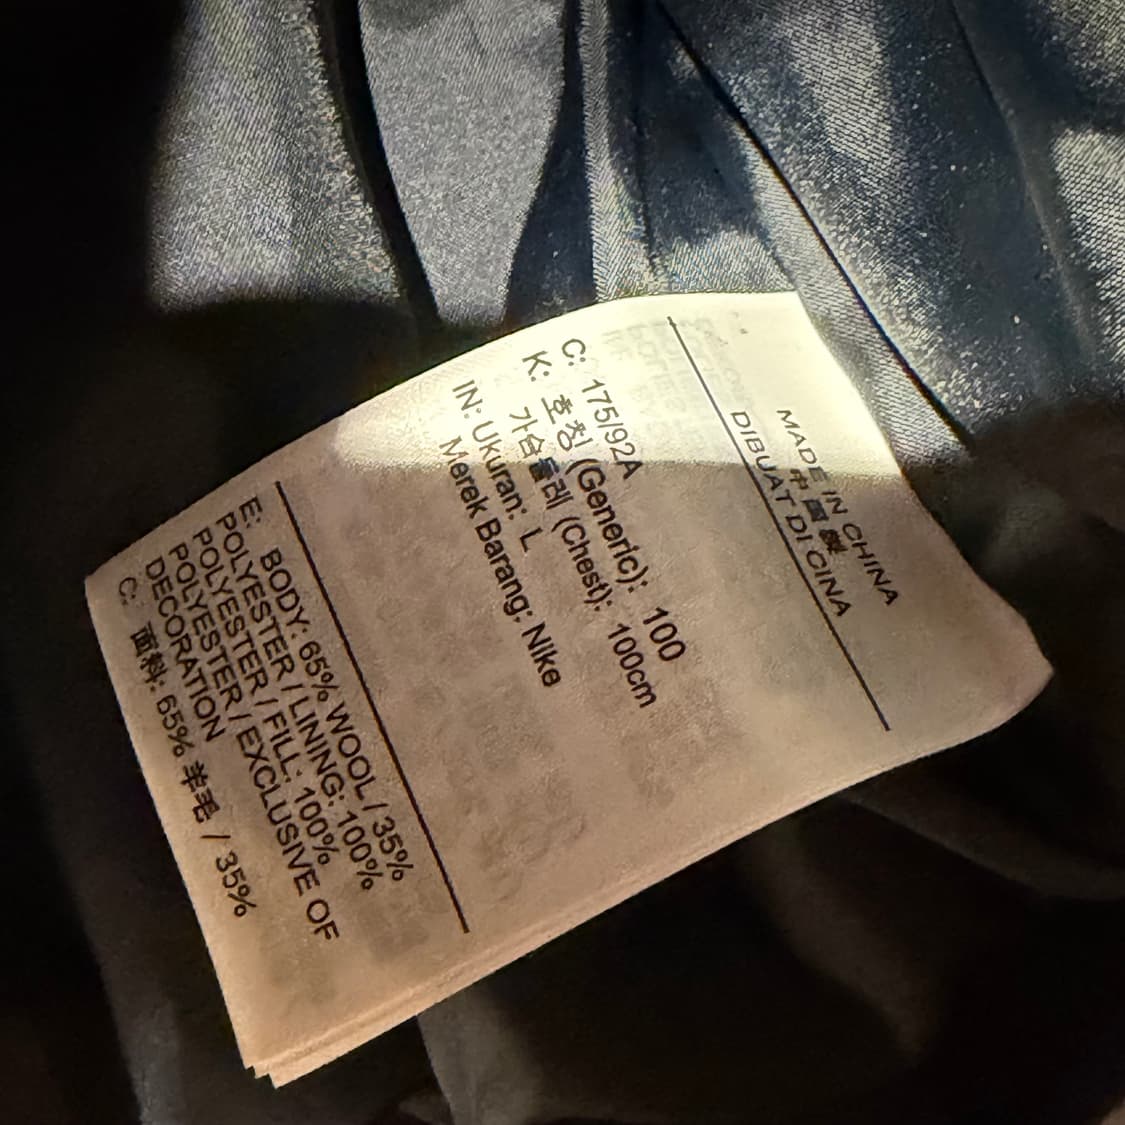 MADE IN CHINA
中國製
DIBUAT DI CINA
C: 175/92A
K: 호칭 (Generic): 100
가슴둘레 (Chest): 100cm
IN: Ukuran: L
Merek Barang: Nike
E: BODY: 65% WOOL / 35%
POLYESTER / LINING: 100%
POLYESTER / FILL: 100%
POLYESTER / EXCLUSIVE OF
DECORATION
C: 面料: 65% 羊毛 / 35%